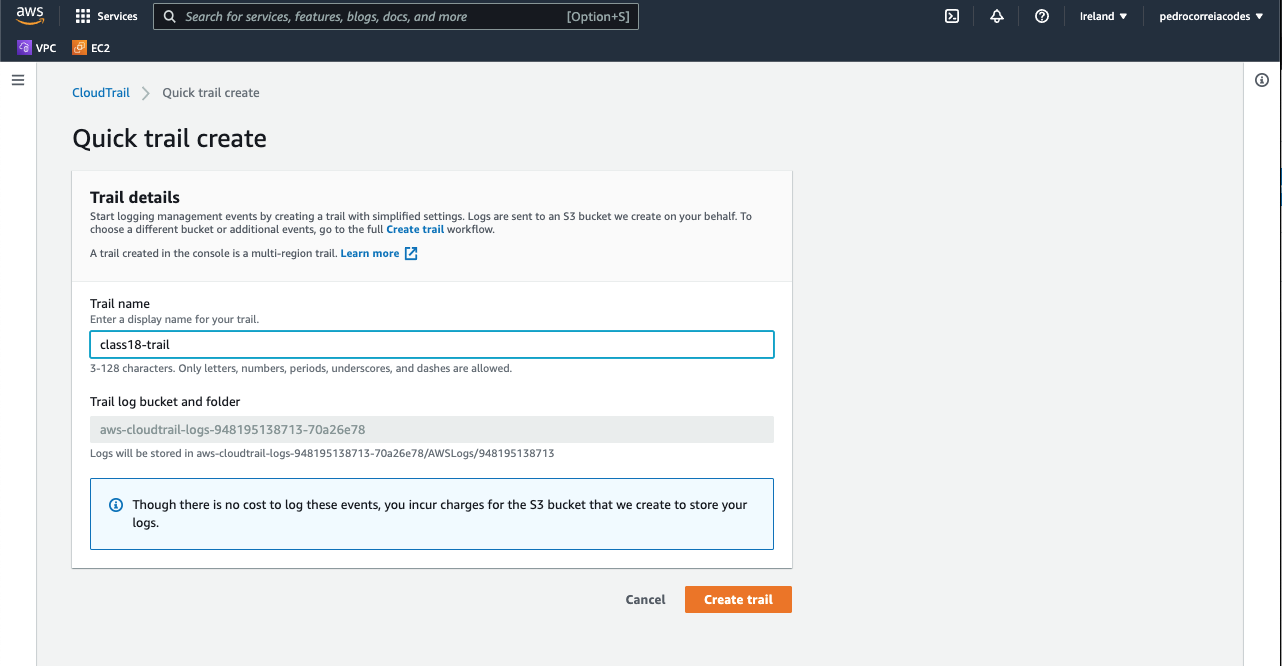 aws
Services
Search for services, features, blogs, docs, and more
[Option+S]
Ireland ▼
pedrocorreiacodes ▼
VPC
EC2
CloudTrail
Quick trail create
Quick trail create
Trail details
Start logging management events by creating a trail with simplified settings. Logs are sent to an S3 bucket we create on your behalf. To
choose a different bucket or additional events, go to the full Create trail workflow.
A trail created in the console is a multi-region trail. Learn more
Trail name
Enter a display name for your trail.
class18-trail
3-128 characters. Only letters, numbers, periods, underscores, and dashes are allowed.
Trail log bucket and folder
aws-cloudtrail-logs-948195138713-70a26e78
Logs will be stored in aws-cloudtrail-logs-948195138713-70a26e78/AWSLogs/948195138713
Though there is no cost to log these events, you incur charges for the S3 bucket that we create to store your
logs.
Cancel
Create trail